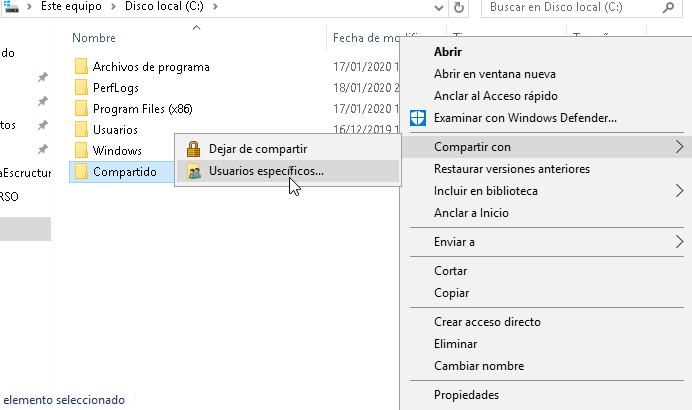 Este equipo > Disco local (C:) >
Buscar en Disco local (C:)
Nombre
Fecha de modific
Archivos de programa
17/01/2020 1
PerfLogs
18/01/2020 2
Program Files (x86)
17/01/2020 1
Usuarios
16/12/2019 1
Windows
Compartido
do
tos
aEstructur
RSO
Dejar de compartir
Usuarios específicos...
Abrir
Abrir en ventana nueva
Anclar al Acceso rápido
Examinar con Windows Defender...
Compartir con
Restaurar versiones anteriores
Incluir en biblioteca
Anclar a Inicio
Enviar a
Cortar
Copiar
Crear acceso directo
Eliminar
Cambiar nombre
Propiedades
elemento seleccionado